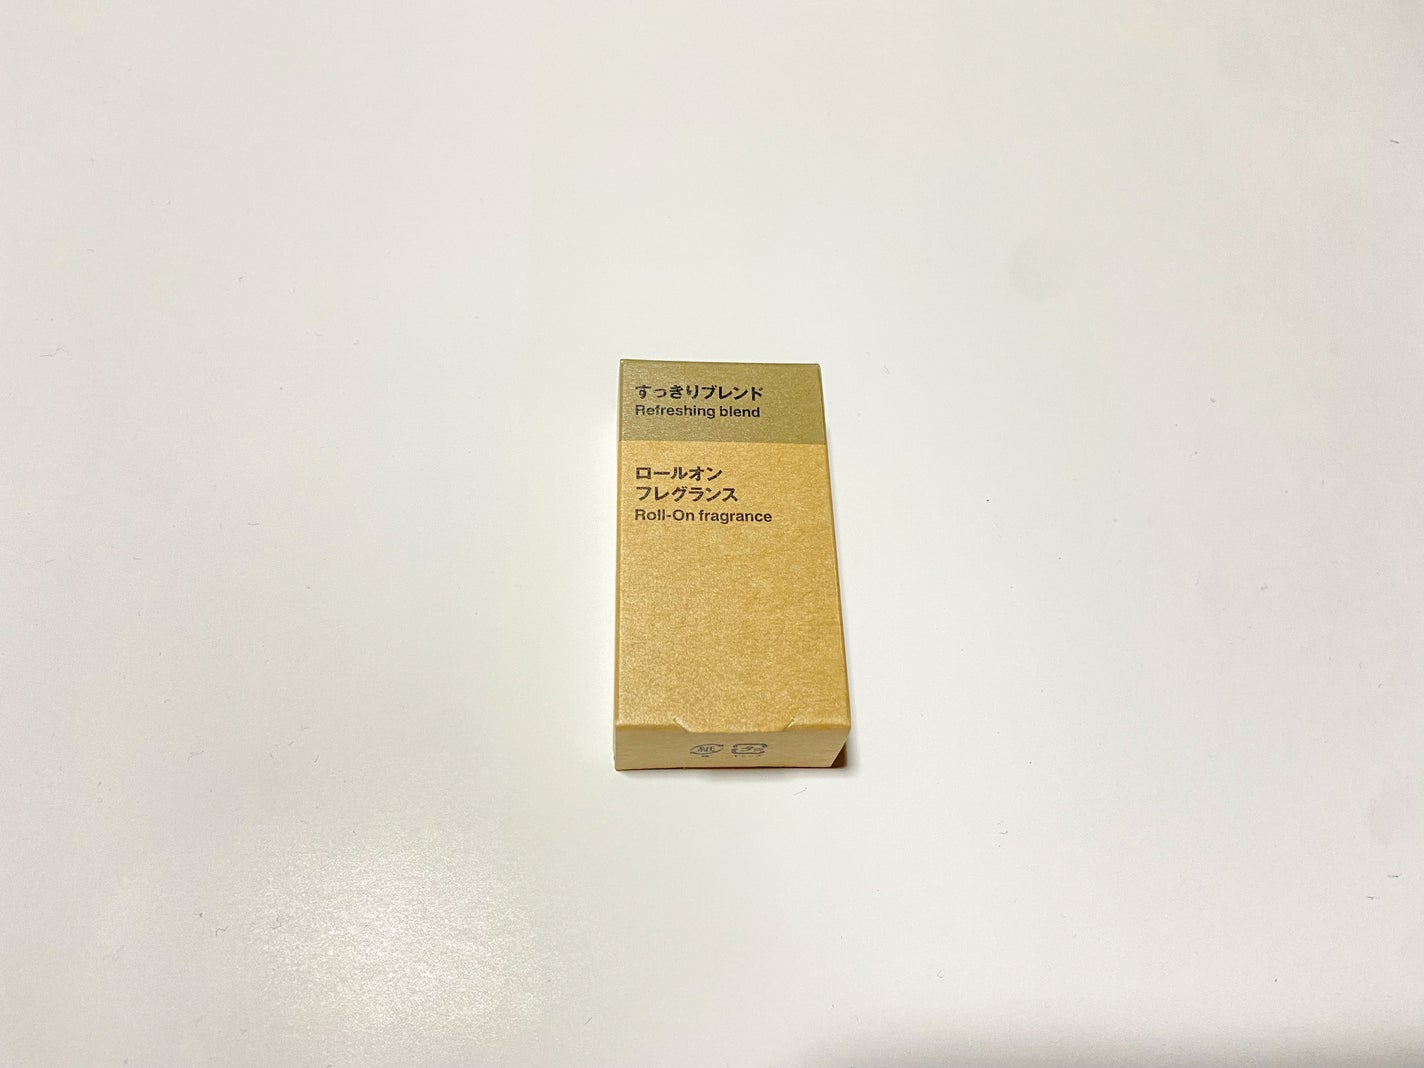 すっきりブレンド
Refreshing blend
ロールオン
フレグランス
Roll-On fragrance
紙